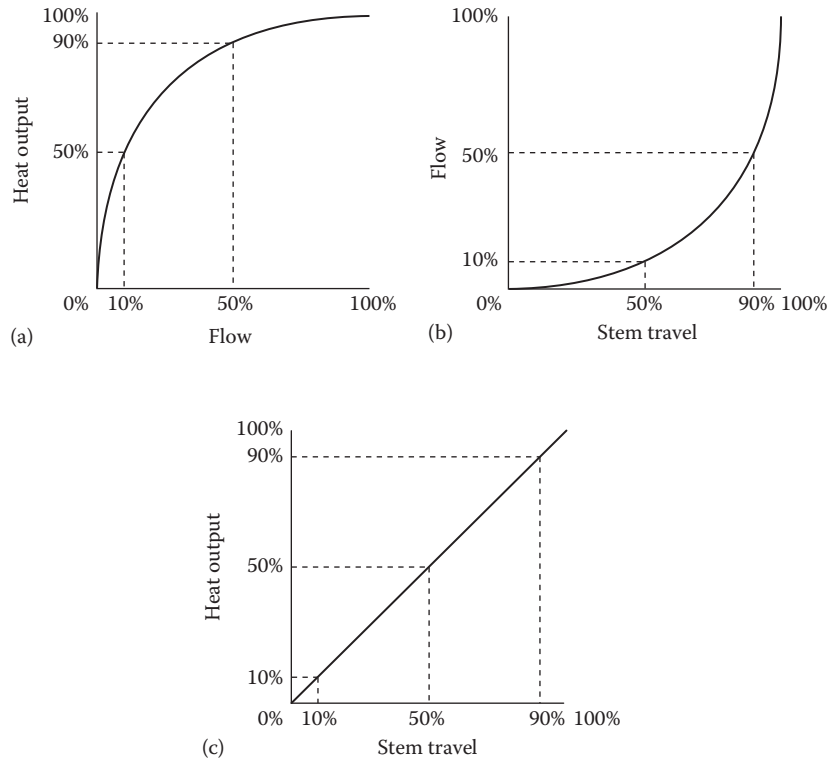 100%
90%
50%
Heat output
0% 10% 50% 100%
Flow
(a)
100%
50%
10%
Flow
0% 50% 90% 100%
Stem travel
(b)
100%
90%
50%
10%
Heat output
0% 10% 50% 90% 100%
Stem travel
(c)